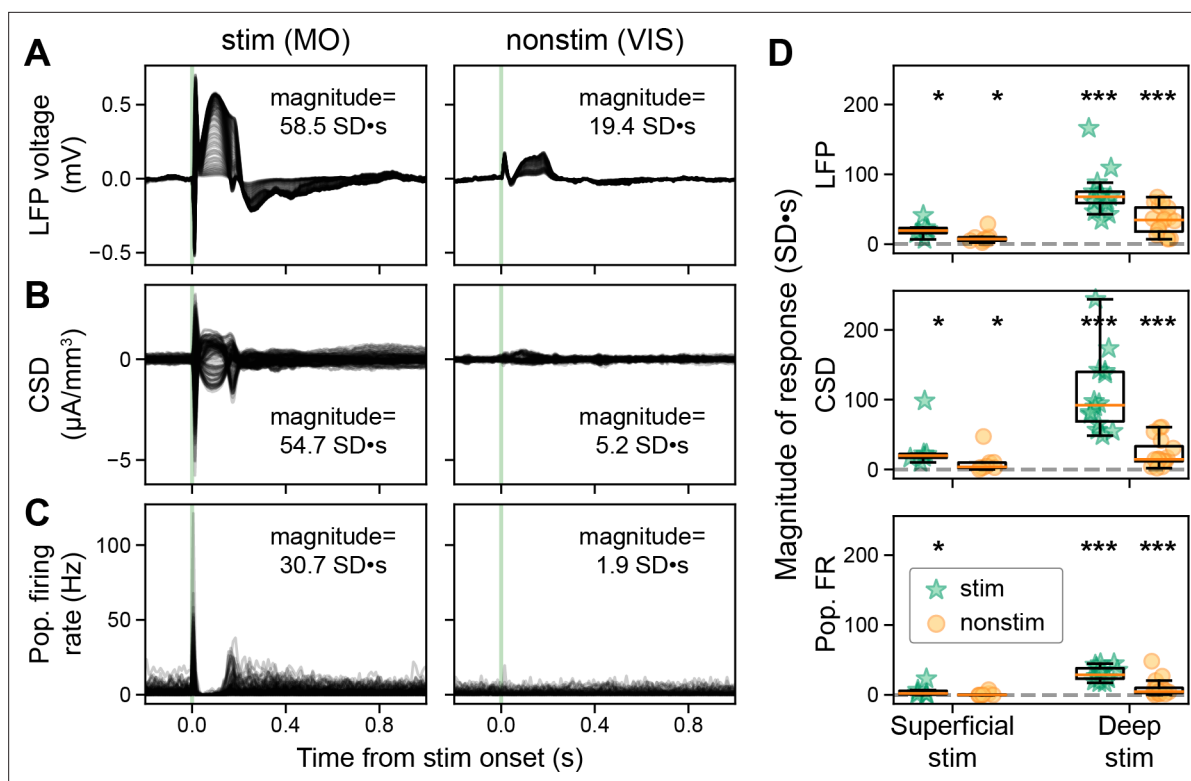 A
stim (MO)
nonstim (VIS)
LFP voltage
(mV)
0.5
0.0
−0.5
magnitude=
58.5 SD•s
magnitude=
19.4 SD•s
B
CSD
(µA/mm³)
0
−5
magnitude=
54.7 SD•s
magnitude=
5.2 SD•s
C
Pop. firing
rate (Hz)
100
50
0
magnitude=
30.7 SD•s
magnitude=
1.9 SD•s
0.0 0.4 0.8
0.0 0.4 0.8
Time from stim onset (s)
D
Magnitude of response (SD•s)
LFP
200
100
0
* * *** ***
CSD
200
100
0
* * *** ***
Pop. FR
200
100
0
* *** ***
stim
nonstim
Superficial
stim
Deep
stim